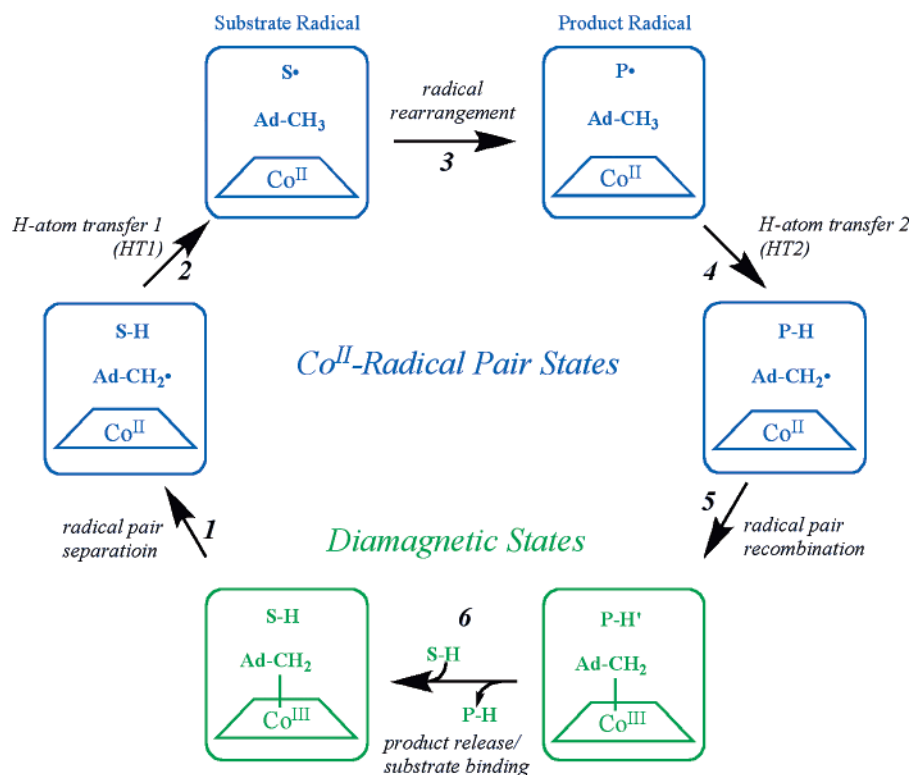 Substrate Radical
Product Radical
S•
Ad-CH₃
Coᴵᴵ
radical
rearrangement
3
P•
Ad-CH₃
Coᴵᴵ
H-atom transfer 1
(HT1)
2
H-atom transfer 2
(HT2)
4
S-H
Ad-CH₂•
Coᴵᴵ
Coᴵᴵ-Radical Pair States
P-H
Ad-CH₂•
Coᴵᴵ
radical pair
separatioin
1
Diamagnetic States
5
radical pair
recombination
S-H
Ad-CH₂
Coᴵᴵᴵ
6
S-H
P-H
product release/
substrate binding
P-H'
Ad-CH₂
Coᴵᴵᴵ